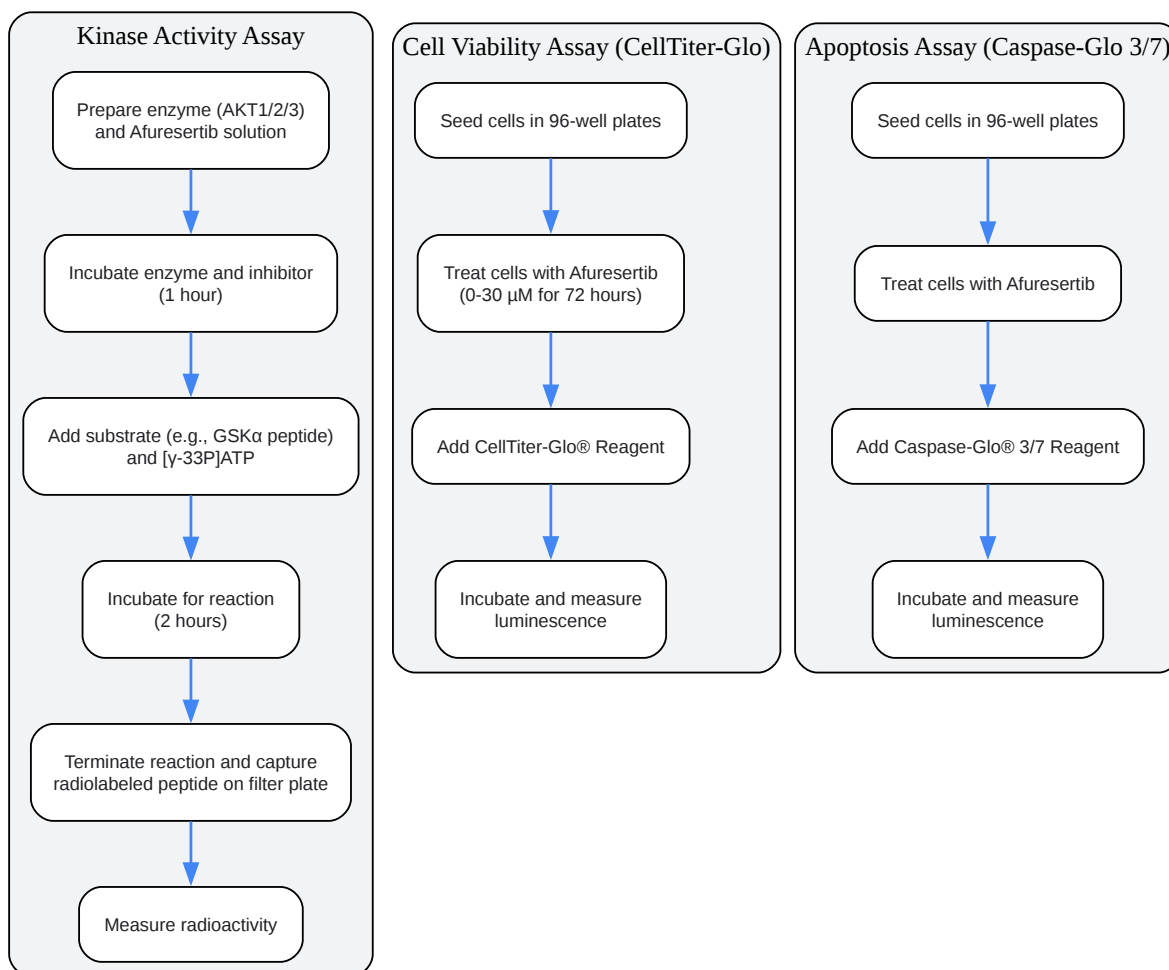 Kinase Activity Assay
Prepare enzyme (AKT1/2/3)
and Afuresertib solution
Incubate enzyme and inhibitor
(1 hour)
Add substrate (e.g., GSKα peptide)
and [γ-33P]ATP
Incubate for reaction
(2 hours)
Terminate reaction and capture
radiolabeled peptide on filter plate
Measure radioactivity
Cell Viability Assay (CellTiter-Glo)
Seed cells in 96-well plates
Treat cells with Afuresertib
(0-30 µM for 72 hours)
Add CellTiter-Glo® Reagent
Incubate and measure
luminescence
Apoptosis Assay (Caspase-Glo 3/7)
Seed cells in 96-well plates
Treat cells with Afuresertib
Add Caspase-Glo® 3/7 Reagent
Incubate and measure
luminescence